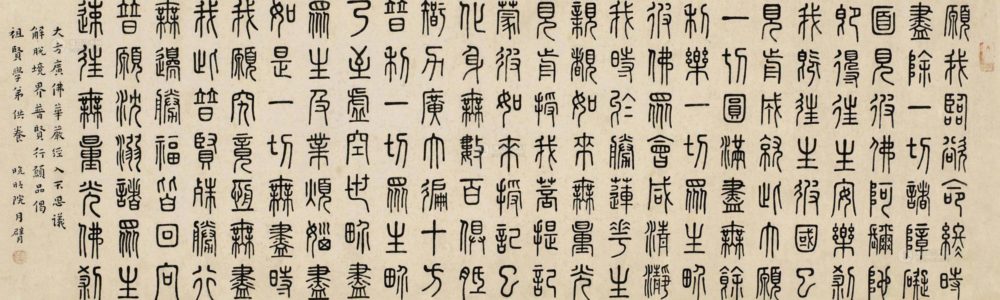 願我臨欲命終時
盡除一切諸障礙
面見彼佛阿彌陀
即得往生安樂剎
我既往生彼國已
見前成就此大願
一切圓滿盡無餘
利樂一切眾生界
彼佛眾會咸清瀞
我時於勝蓮華生
親覩如來無量光
見前授我菩提記
蒙彼如來授記已
化身無數百俱胝
智力廣大徧十方
普利一切眾生界
乃至虛空世界盡
眾生及業煩惱盡
如是一切無盡時
我願究竟恆無盡
我此普賢殊勝行
無邊勝福皆回向
普願沈溺諸眾生
速往無量光佛剎
大方廣佛華嚴經入不思議
解脫境界普賢行願品偈
祖賢學弟供養 晚晴院月臂